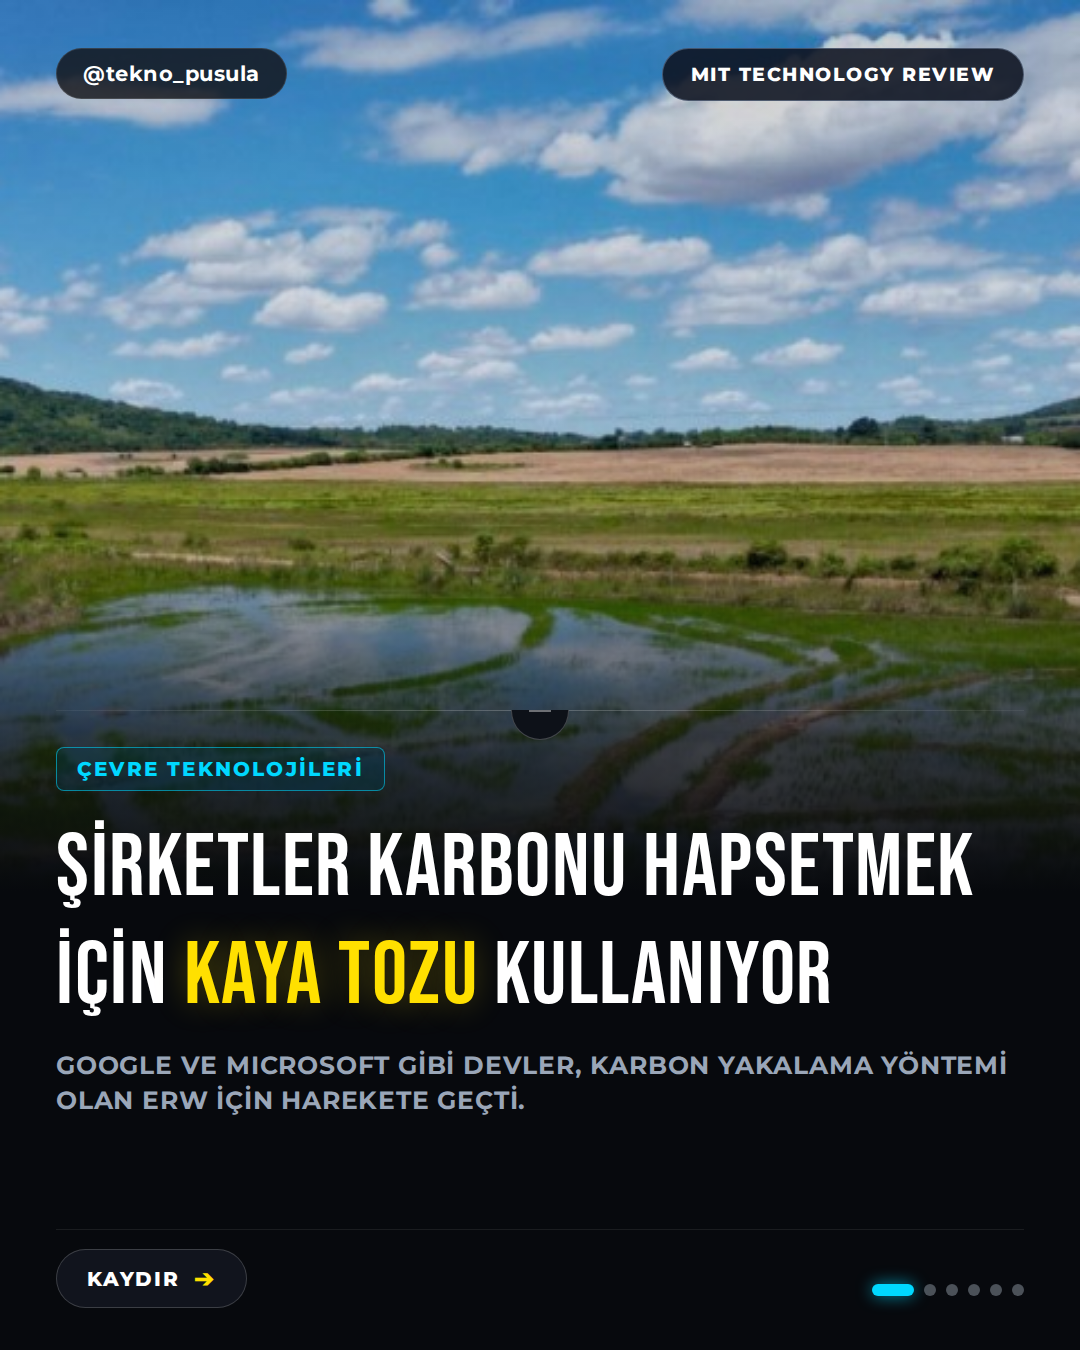 @tekno_pusula
MIT TECHNOLOGY REVIEW
ÇEVRE TEKNOLOJİLERİ
ŞİRKETLER KARBONU HAPSETMEK
İÇİN KAYA TOZU KULLANIYOR
GOOGLE VE MICROSOFT GİBİ DEVLER, KARBON YAKALAMA YÖNTEMİ
OLAN ERW İÇİN HAREKETE GEÇTİ.
KAYDIR ➔